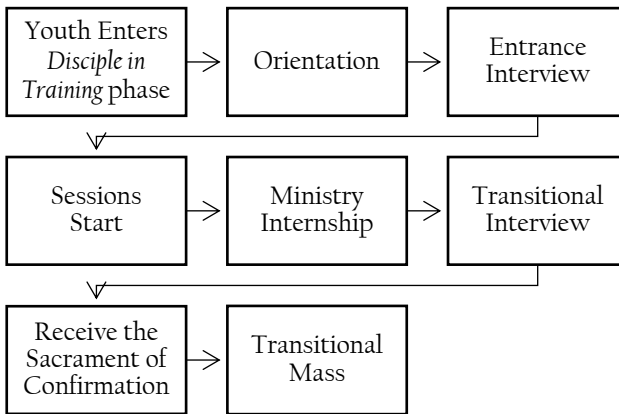 Youth Enters
Disciple in
Training phase
Orientation
Entrance
Interview
Sessions
Start
Ministry
Internship
Transitional
Interview
Receive the
Sacrament of
Confirmation
Transitional
Mass